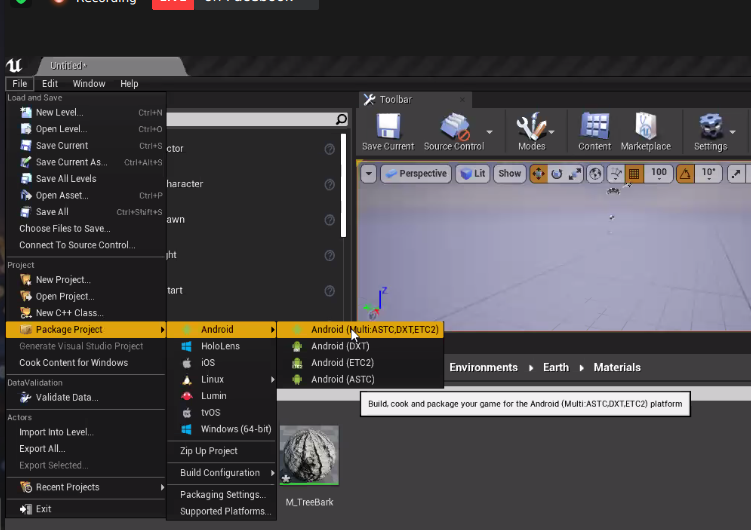 Recording
LIVE
on Facebook
Untitled*
File Edit Window Help
Load and Save
New Level... Ctrl+N
Open Level... Ctrl+O
Save Current Ctrl+S
Save Current As... Ctrl+Alt+S
Save All Levels
Open Asset... Ctrl+P
Save All Ctrl+Shift+S
Choose Files to Save...
Connect To Source Control...
Project
New Project...
Open Project...
New C++ Class...
Package Project
Generate Visual Studio Project
Cook Content for Windows
DataValidation
Validate Data...
Actors
Import Into Level...
Export All...
Export Selected...
Recent Projects
Exit
ctor
haracter
awn
ght
tart
Android
HoloLens
iOS
Linux
Lumin
tvOS
Windows (64-bit)
Zip Up Project
Build Configuration
Packaging Settings...
Supported Platforms...
Android (Multi:ASTC,DXT,ETC2)
Android (DXT)
Android (ETC2)
Android (ASTC)
Toolbar
Save Current Source Control Modes Content Marketplace Settings
Perspective Lit Show 100 10°
Z
Environments Earth Materials
Build, cook and package your game for the Android (Multi:ASTC,DXT,ETC2) platform
M_TreeBark